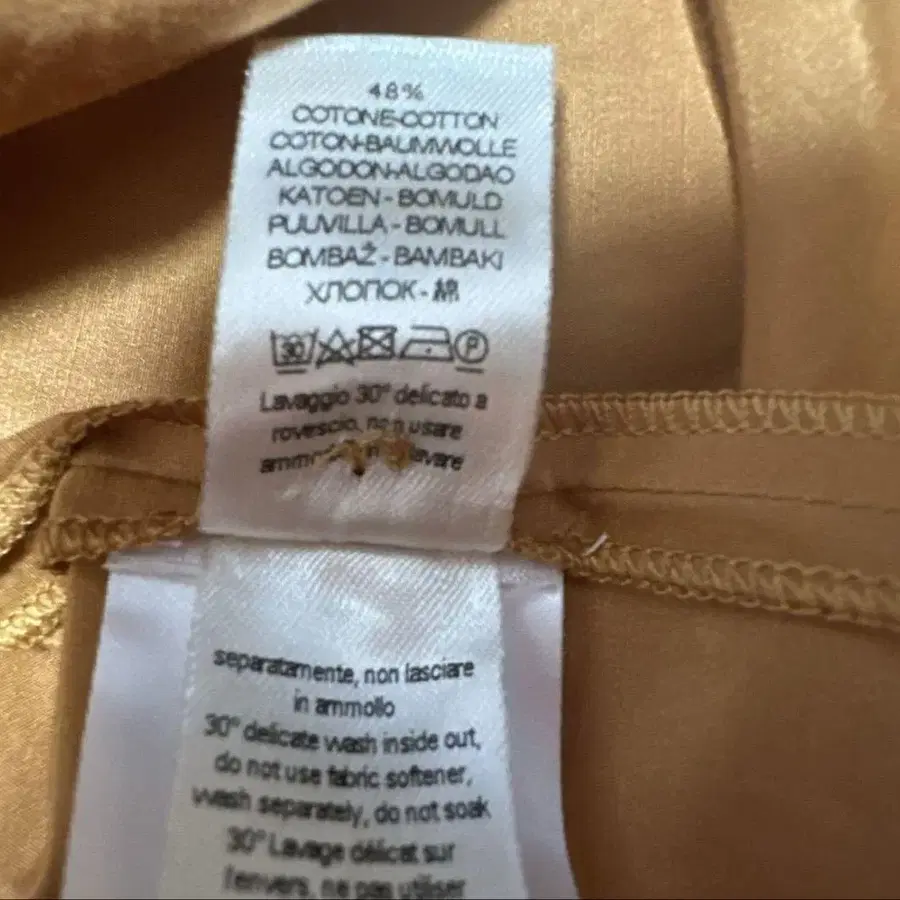 48%
COTONE-COTTON
COTON-BAUMWOLLE
ALGODON-ALGODAO
KATOEN - BOMULD
PUUVILLA - BOMULL
BOMBAŽ - BAMBAKI
ХЛОПОК - 綿
30 P
Lavaggio 30° delicato a
rovescio, non usare
lavare
separatamente, non lasciare
in ammollo
30° delicate wash inside out,
do not use fabric softener,
wash separately, do not soak
30° Lavage délicat sur
l'envers, ne pas utiliser